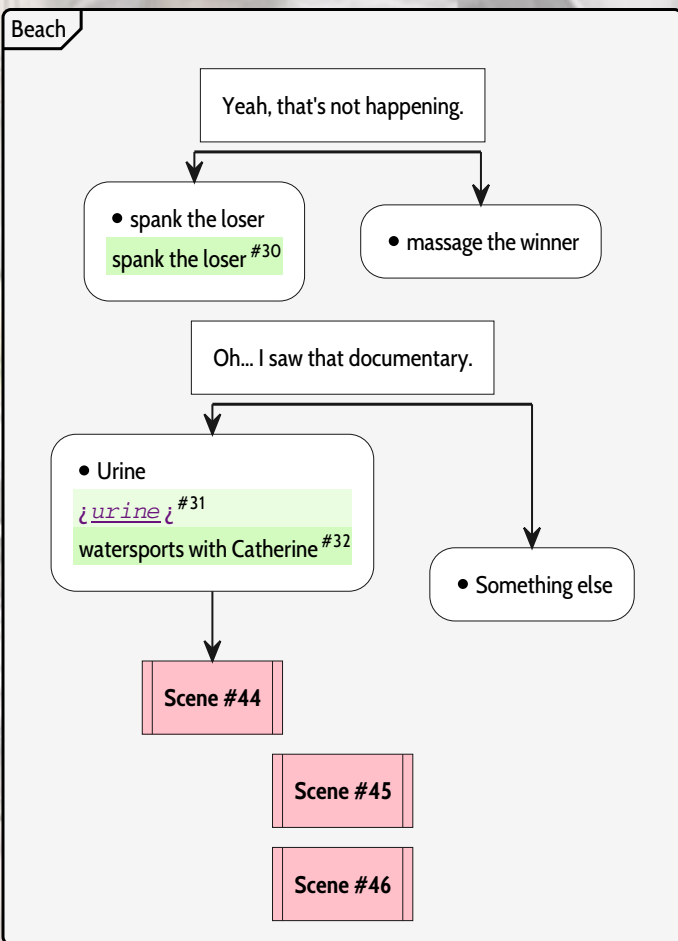 Beach
Yeah, that's not happening.
• spank the loser
spank the loser #30
• massage the winner
Oh... I saw that documentary.
• Urine
¿urine¿ #31
watersports with Catherine #32
• Something else
Scene #44
Scene #45
Scene #46